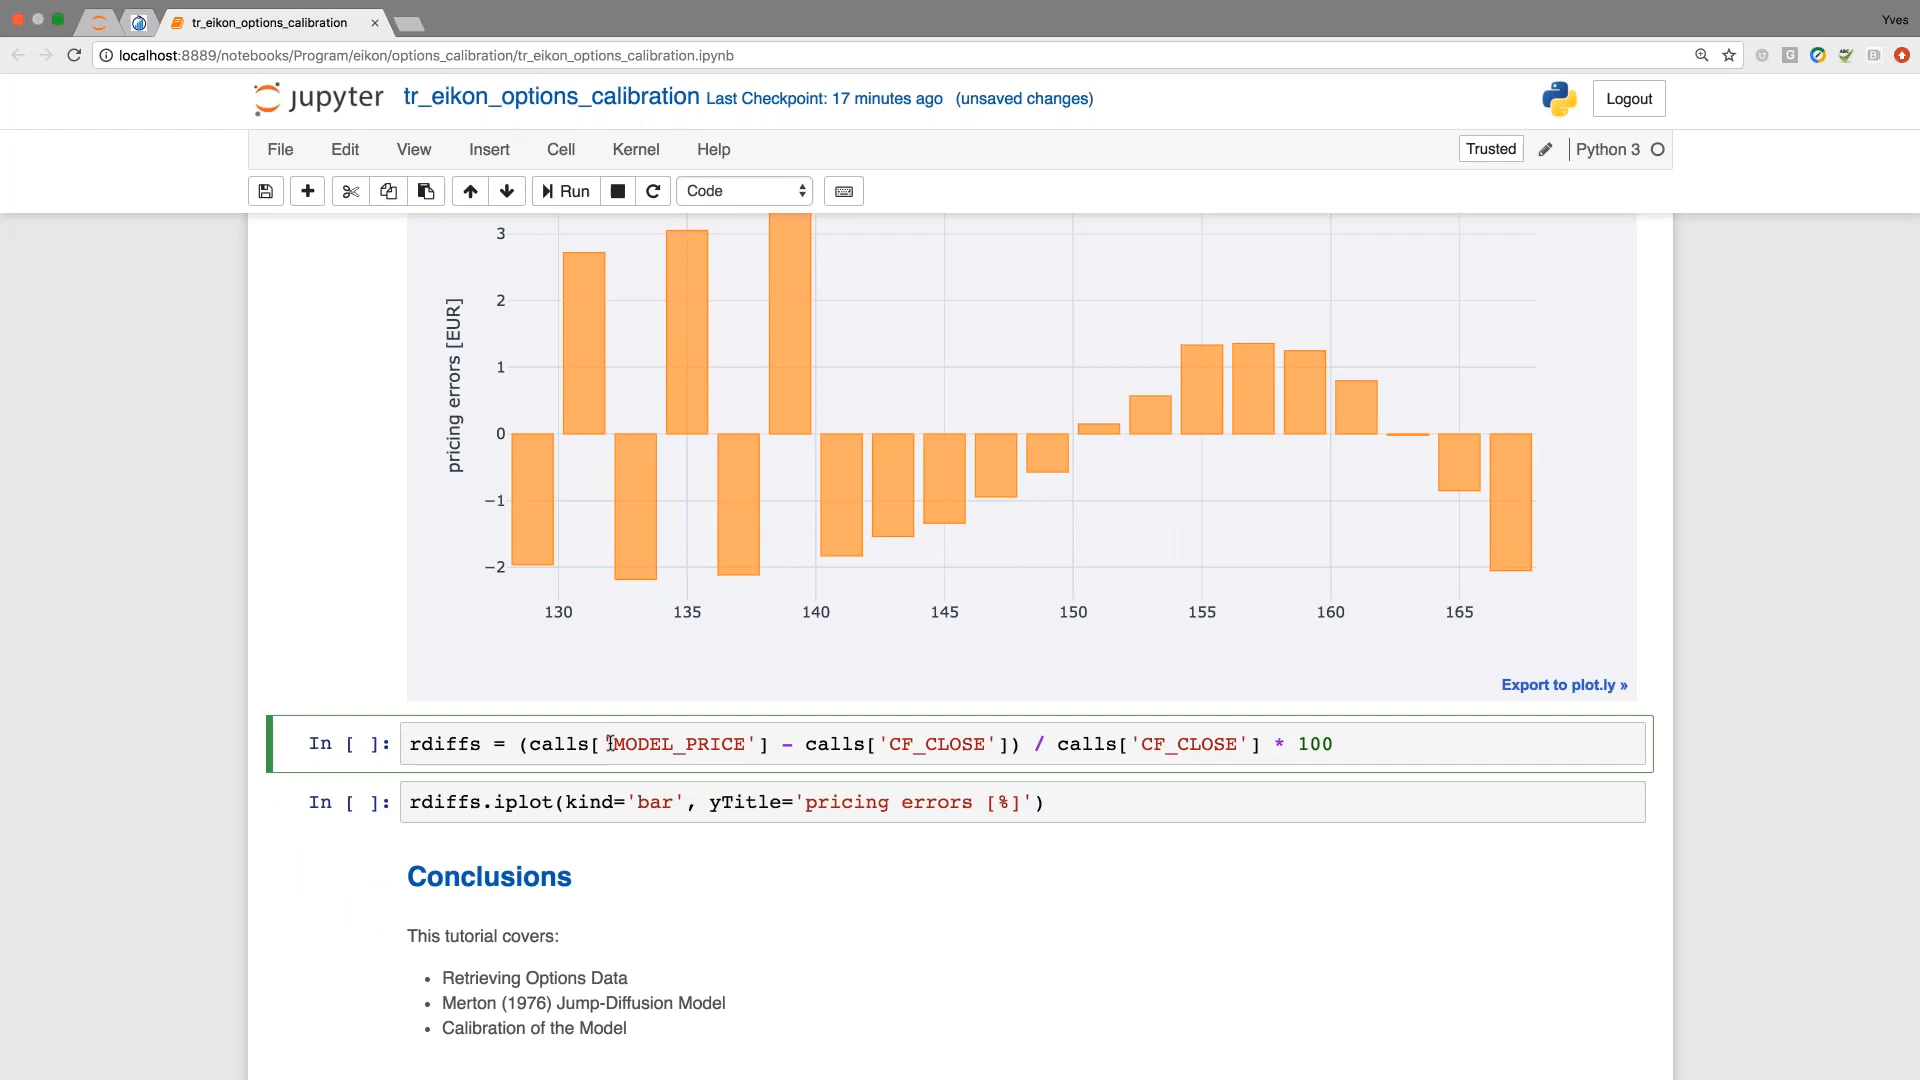 tr_eikon_options_calibration
Yves
localhost:8889/notebooks/Program/eikon/options_calibration/tr_eikon_options_calibration.ipynb
jupyter tr_eikon_options_calibration Last Checkpoint: 17 minutes ago (unsaved changes)
Logout
File Edit View Insert Cell Kernel Help
Trusted Python 3
Run Code
3
2
1
0
−1
−2
pricing errors [EUR]
130 135 140 145 150 155 160 165
Export to plot.ly »
In [ ]: rdiffs = (calls['MODEL_PRICE'] - calls['CF_CLOSE']) / calls['CF_CLOSE'] * 100
In [ ]: rdiffs.iplot(kind='bar', yTitle='pricing errors [%]')
Conclusions
This tutorial covers:
• Retrieving Options Data
• Merton (1976) Jump-Diffusion Model
• Calibration of the Model